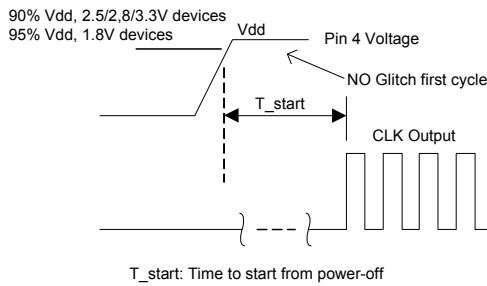 90% Vdd, 2.5/2,8/3.3V devices
95% Vdd, 1.8V devices
Vdd
Pin 4 Voltage
NO Glitch first cycle
T_start
CLK Output
T_start: Time to start from power-off